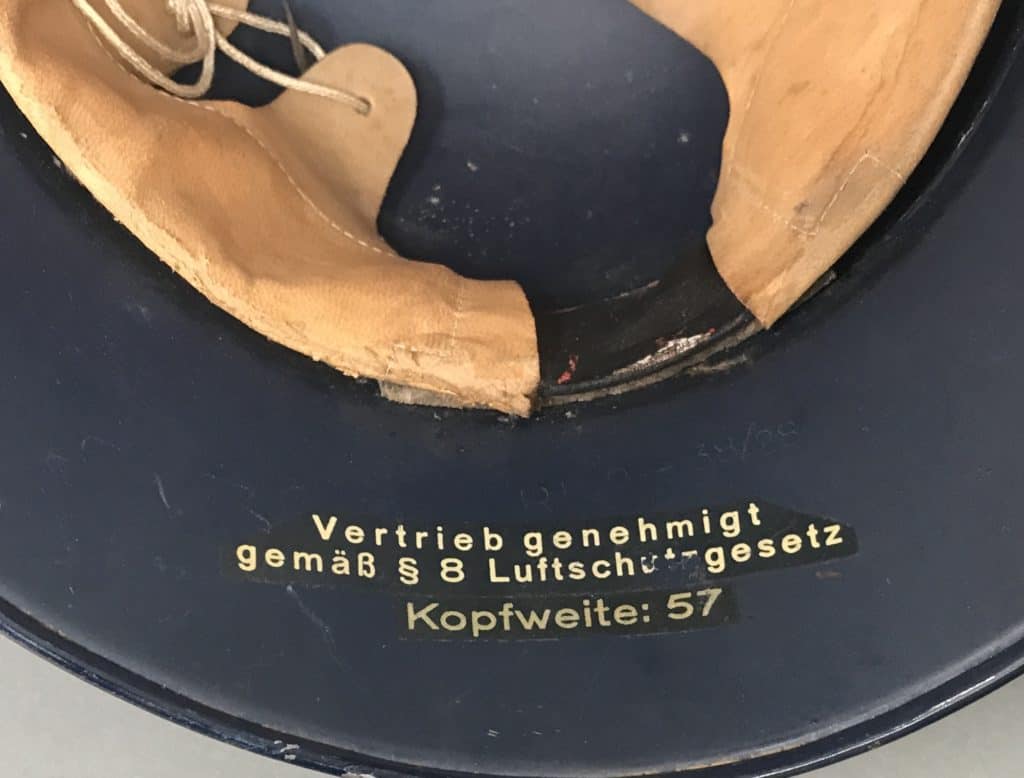 Vertrieb genehmigt
gemäß § 8 Luftschutzgesetz
Kopfweite: 57